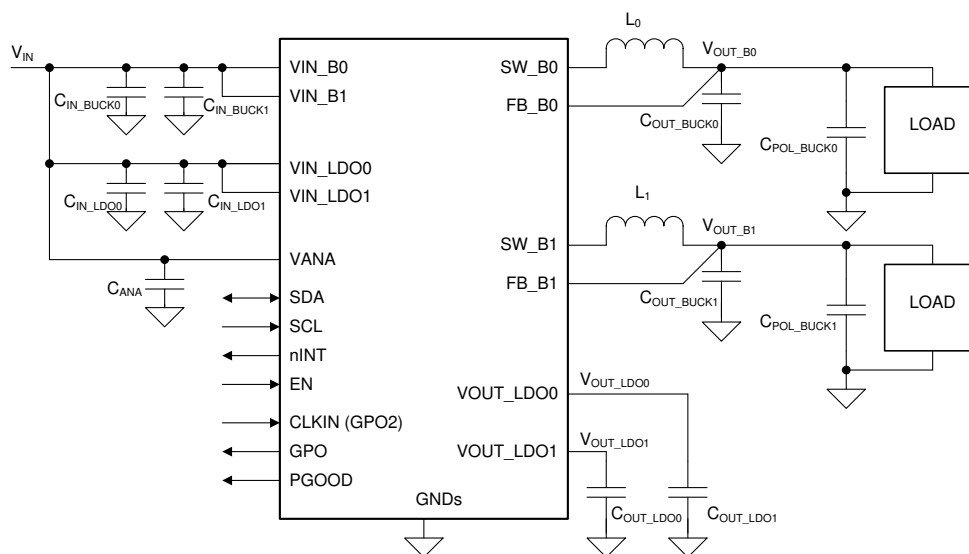 L0
VIN
VOUT_B0
VIN_B0
SW_B0
VIN_B1
FB_B0
CIN_BUCK0
CIN_BUCK1
COUT_BUCK0
LOAD
CPOL_BUCK0
VIN_LDO0
VIN_LDO1
CIN_LDO0
CIN_LDO1
L1
VOUT_B1
SW_B1
VANA
FB_B1
CANA
COUT_BUCK1
LOAD
CPOL_BUCK1
SDA
SCL
nINT
EN
VOUT_LDO0
VOUT_LDO0
CLKIN (GPO2)
GPO
VOUT_LDO1
VOUT_LDO1
PGOOD
GNDs
COUT_LDO0
COUT_LDO1